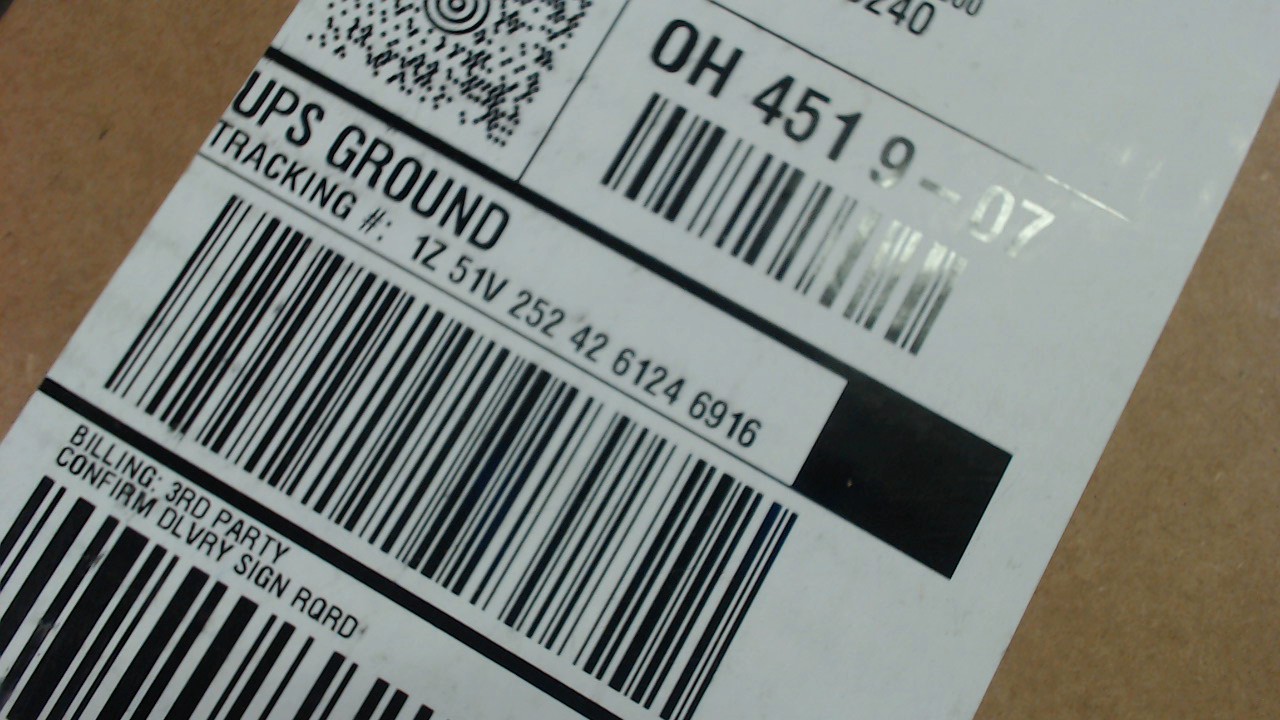 OH 451 9-07
UPS GROUND
TRACKING #: 1Z 51V 252 42 6124 6916
BILLING: 3RD PARTY
CONFIRM DLVRY SIGN RQRD